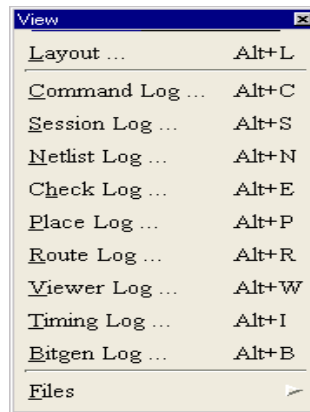 View
Layout ... Alt+L
Command Log ... Alt+C
Session Log ... Alt+S
Netlist Log ... Alt+N
Check Log ... Alt+E
Place Log ... Alt+P
Route Log ... Alt+R
Viewer Log ... Alt+W
Timing Log ... Alt+I
Bitgen Log ... Alt+B
Files